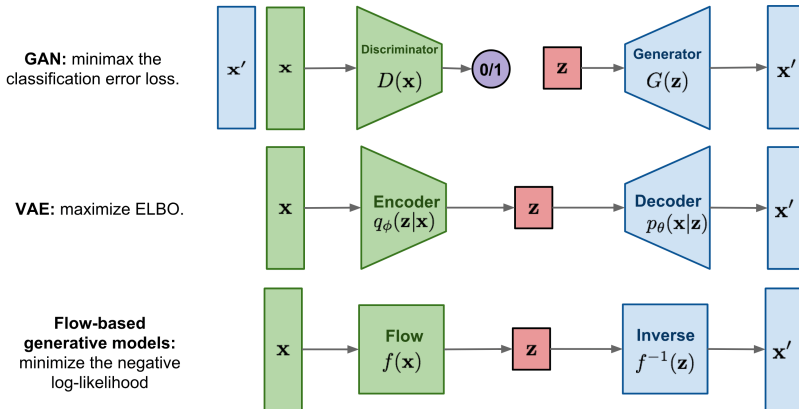 GAN: minimax the
classification error loss.
x′
x
Discriminator
D(x)
0/1
z
Generator
G(z)
x′
VAE: maximize ELBO.
x
Encoder
qϕ(z|x)
z
Decoder
pθ(x|z)
x′
Flow-based
generative models:
minimize the negative
log-likelihood
x
Flow
f(x)
z
Inverse
f⁻¹(z)
x′